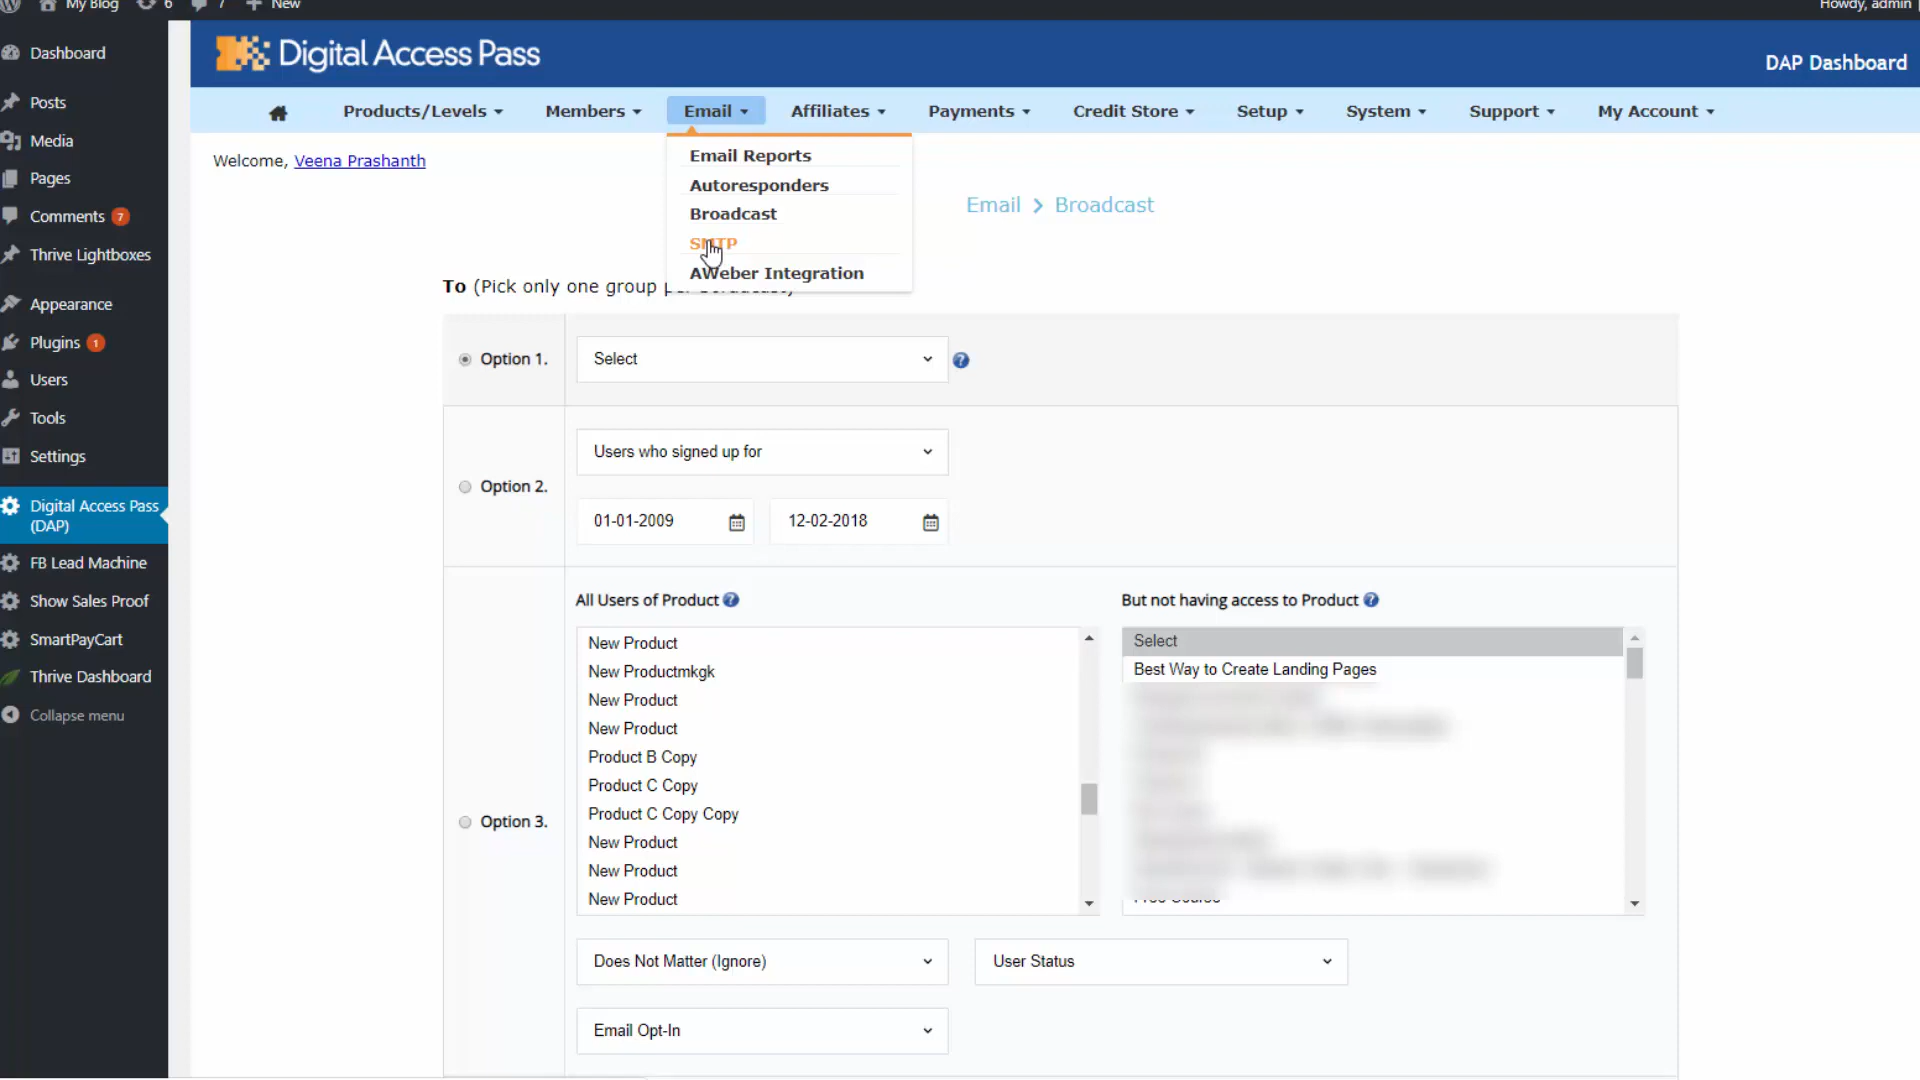 My Blog 6 7 New
Howdy, admin
Dashboard
Posts
Media
Pages
Comments 7
Thrive Lightboxes
Appearance
Plugins 1
Users
Tools
Settings
Digital Access Pass
(DAP)
FB Lead Machine
Show Sales Proof
SmartPayCart
Thrive Dashboard
Collapse menu
Digital Access Pass
DAP Dashboard
Products/Levels Members Email Affiliates Payments Credit Store Setup System Support My Account
Welcome, Veena Prashanth
Email Reports
Autoresponders
Broadcast
SMTP
AWeber Integration
Email > Broadcast
To (Pick only one group
Option 1. Select
Option 2. Users who signed up for
01-01-2009 12-02-2018
Option 3.
All Users of Product
New Product
New Productmkgk
New Product
New Product
Product B Copy
Product C Copy
Product C Copy Copy
New Product
New Product
New Product
But not having access to Product
Select
Best Way to Create Landing Pages
Does Not Matter (Ignore) User Status
Email Opt-In